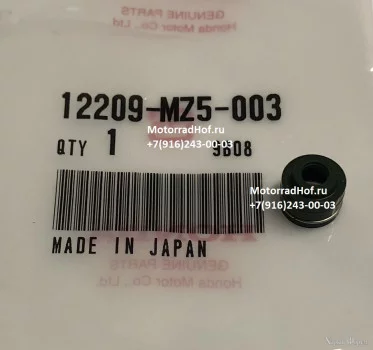 GENUINE PARTS
Honda Motor Co., Ltd.
12209-MZ5-003
MotorradHof.ru
QTY 1 9B08
+7(916)243-00-03
MotorradHof.ru
+7(916)243-00-03
MADE IN JAPAN
GENUINE PARTS
Honda Motor Co., Ltd.